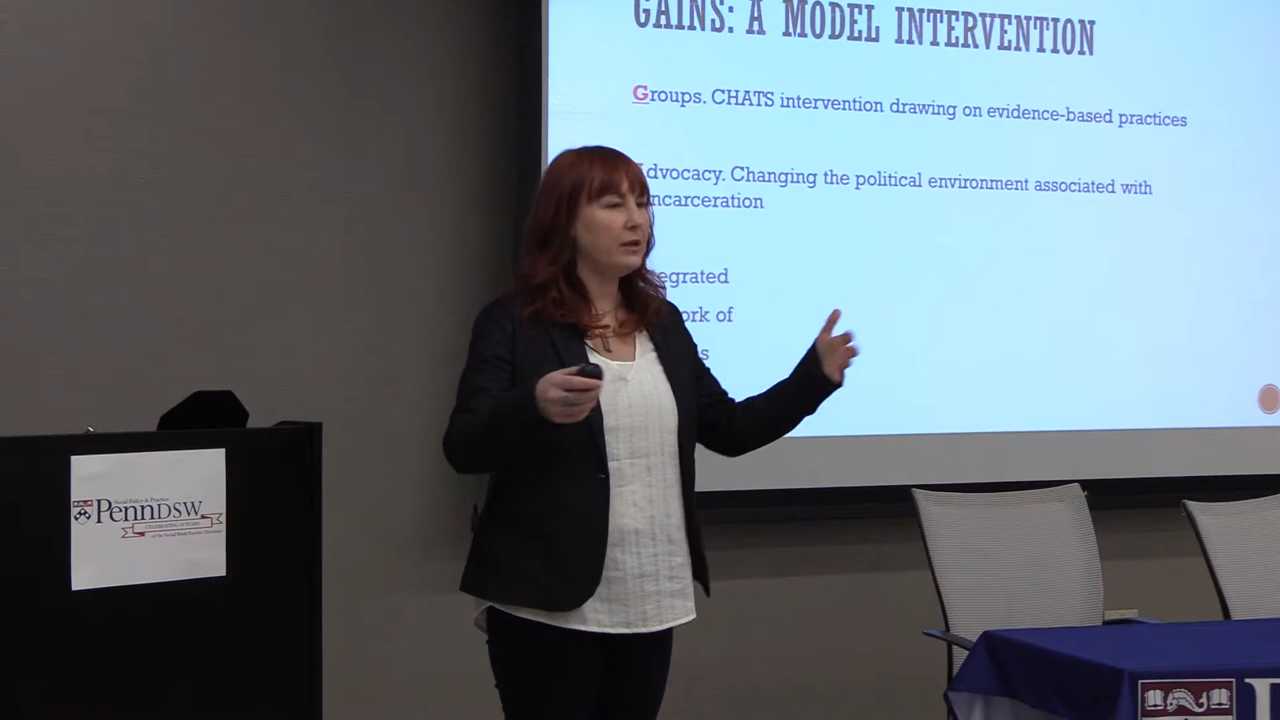 GAINS: A MODEL INTERVENTION
Groups. CHATS intervention drawing on evidence-based practices
dvocacy. Changing the political environment associated with
ncarceration
egrated
ork of
s
Social Policy & Practice
PennDSW
CELEBRATING 10 YEARS
of the Social Work Practice Doctorate